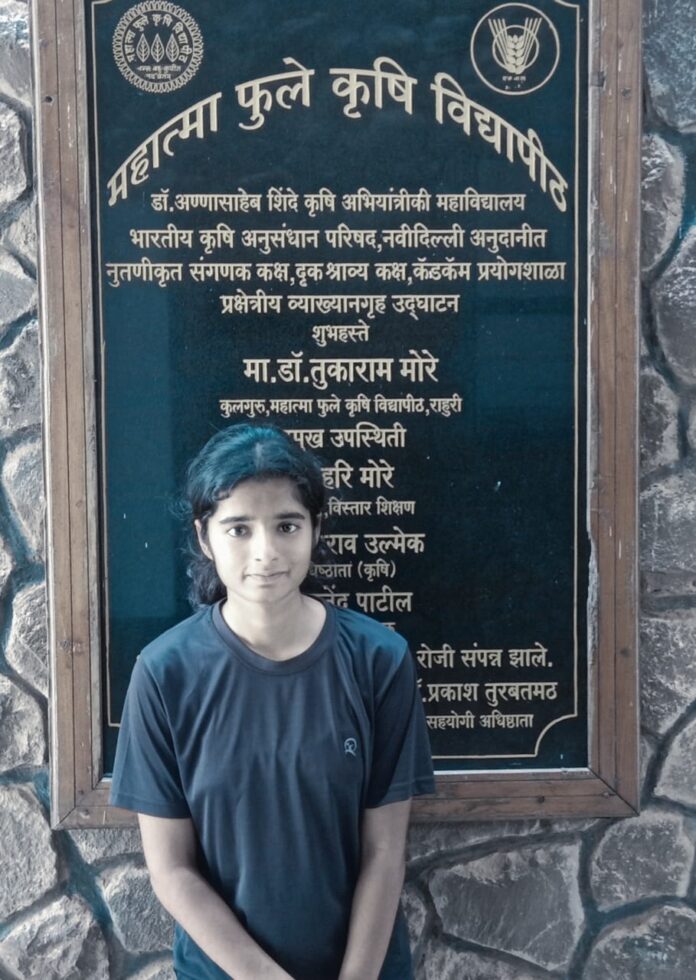 महात्मा फुले कृषि विद्यापीठ
डॉ.अण्णासाहेब शिंदे कृषि अभियांत्रीकी महाविद्यालय
भारतीय कृषि अनुसंधान परिषद,नवीदिल्ली अनुदानीत
नुतणीकृत संगणक कक्ष,दृक श्राव्य कक्ष,कॅडकॅम प्रयोगशाळा
प्रक्षेत्रीय व्याख्यानगृह उद्घाटन
शुभहस्ते
मा.डॉ.तुकाराम मोरे
कुलगुरु,महात्मा फुले कृषि विद्यापीठ,राहुरी
उपस्थिती
हरि मोरे
,विस्तार शिक्षण
राव उल्मेक
(कृषि)
पाटील
रोजी संपन्न झाले.
.प्रकाश तुरबतमठ
सहयोगी अधिष्ठाता